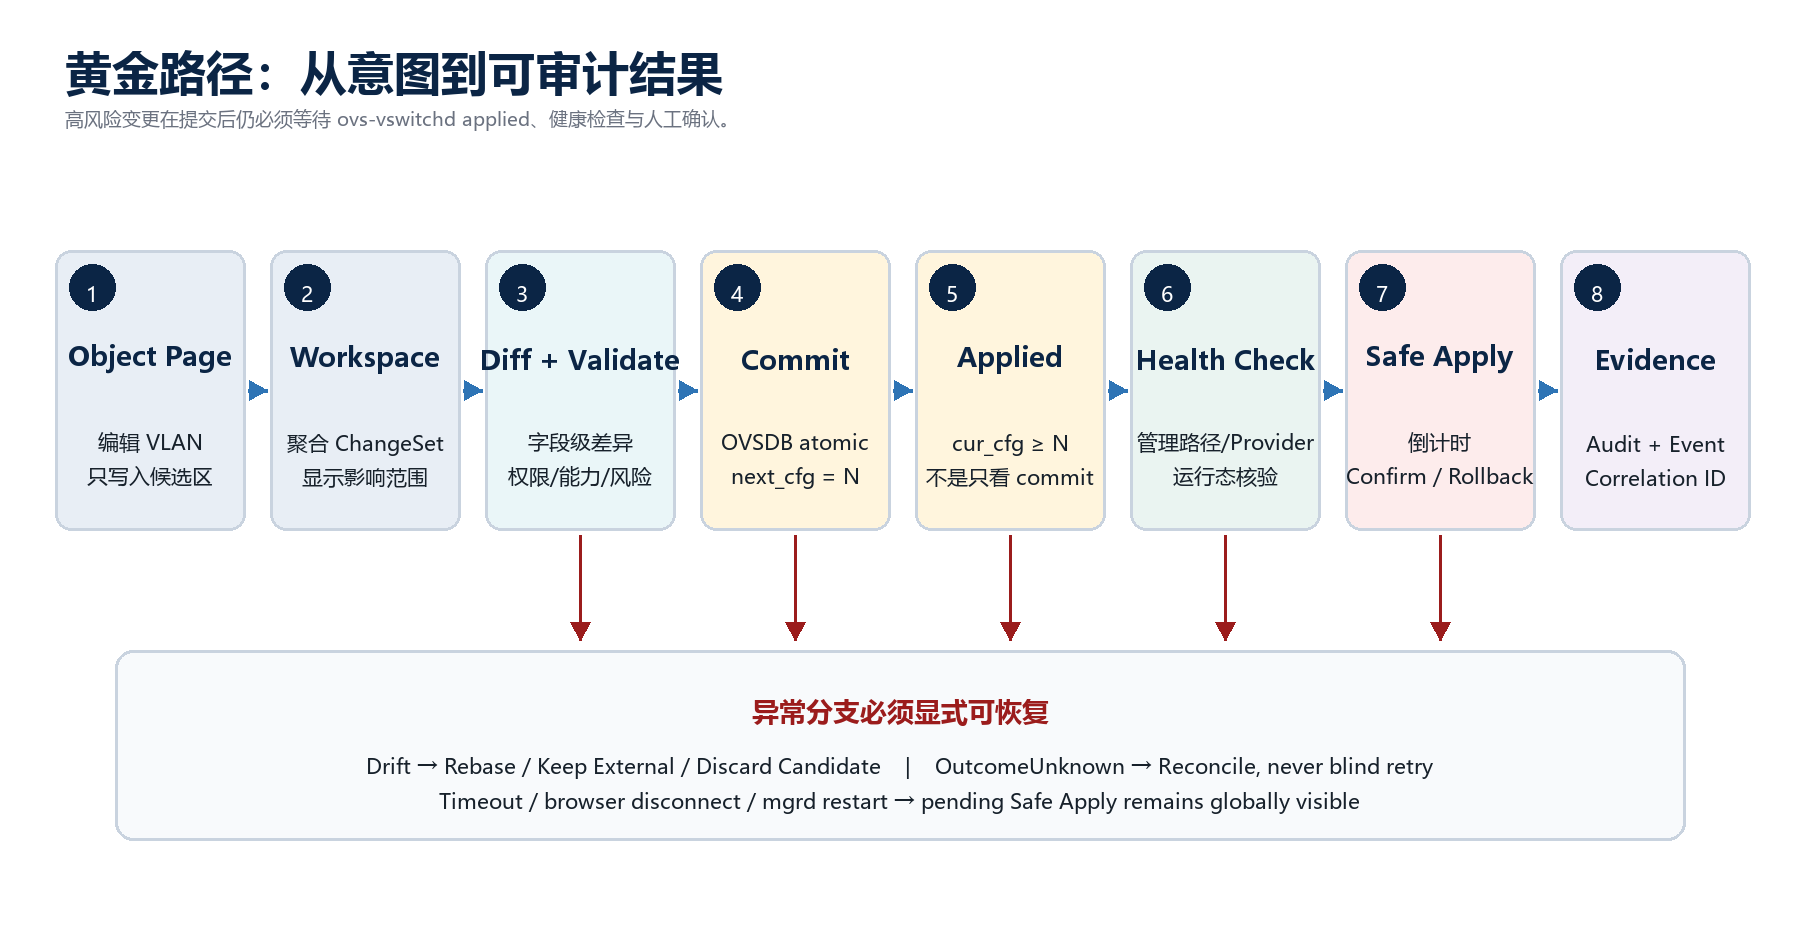 黄金路径：从意图到可审计结果
高风险变更在提交后仍必须等待 ovs-vswitchd applied、健康检查与人工确认。
1
Object Page
编辑 VLAN
只写入候选区
2
Workspace
聚合 ChangeSet
显示影响范围
3
Diff + Validate
字段级差异
权限/能力/风险
4
Commit
OVSDB atomic
next_cfg = N
5
Applied
cur_cfg ≥ N
不是只看 commit
6
Health Check
管理路径/Provider
运行态核验
7
Safe Apply
倒计时
Confirm / Rollback
8
Evidence
Audit + Event
Correlation ID
异常分支必须显式可恢复
Drift → Rebase / Keep External / Discard Candidate | OutcomeUnknown → Reconcile, never blind retry
Timeout / browser disconnect / mgrd restart → pending Safe Apply remains globally visible